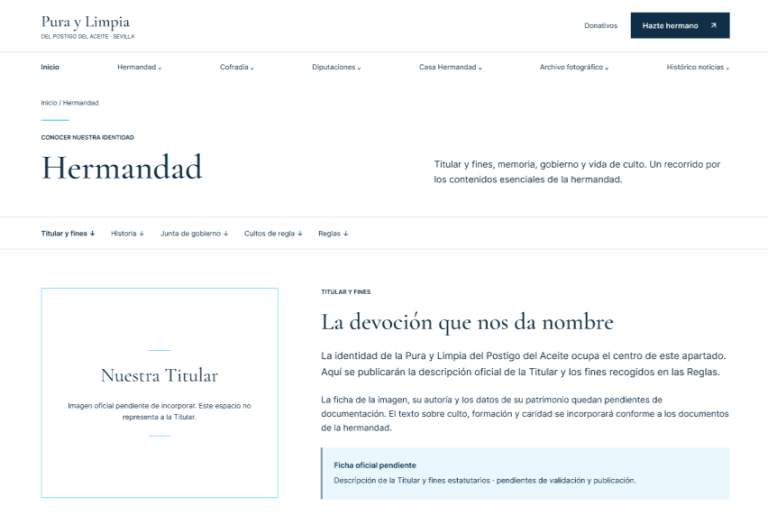 Pura y Limpia
DEL POSTIGO DEL ACEITE · SEVILLA
Donativos
Hazte hermano
Inicio
Hermandad
Cofradía
Diputaciones
Casa Hermandad
Archivo fotográfico
Histórico noticias
Inicio / Hermandad
CONOCER NUESTRA IDENTIDAD
Hermandad
Titular y fines, memoria, gobierno y vida de culto. Un recorrido por
los contenidos esenciales de la hermandad.
Titular y fines ↓
Historia ↓
Junta de gobierno ↓
Cultos de regla ↓
Reglas ↓
Nuestra Titular
Imagen oficial pendiente de incorporar. Este espacio no
representa a la Titular.
TITULAR Y FINES
La devoción que nos da nombre
La identidad de la Pura y Limpia del Postigo del Aceite ocupa el centro de este apartado.
Aquí se publicarán la descripción oficial de la Titular y los fines recogidos en las Reglas.
La ficha de la imagen, su autoría y los datos de su patrimonio quedan pendientes de
documentación. El texto sobre culto, formación y caridad se incorporará conforme a los documentos
de la hermandad.
Ficha oficial pendiente
Descripción de la Titular y fines estatutarios · pendientes de validación y publicación.